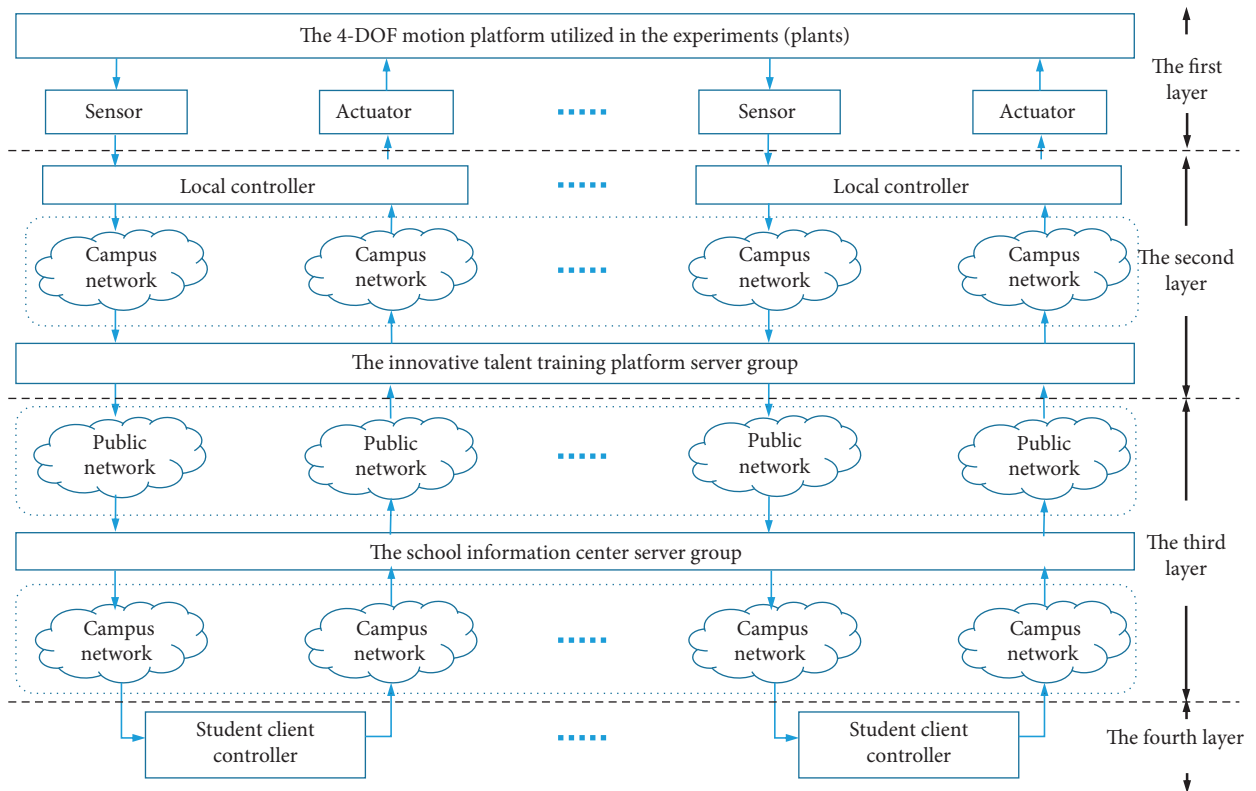 The 4-DOF motion platform utilized in the experiments (plants)
The first
layer
Sensor
Actuator
Sensor
Actuator
Local controller
Local controller
Campus
network
Campus
network
Campus
network
Campus
network
The second
layer
The innovative talent training platform server group
Public
network
Public
network
Public
network
Public
network
The school information center server group
The third
layer
Campus
network
Campus
network
Campus
network
Campus
network
Student client
controller
Student client
controller
The fourth layer